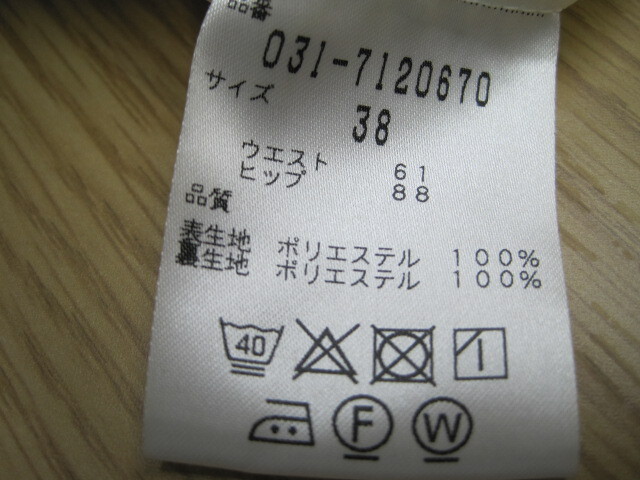 品番
031-7120670
サイズ
38
ウエスト 61
ヒップ 88
品質
表生地 ポリエステル 100%
裏生地 ポリエステル 100%
40
F W